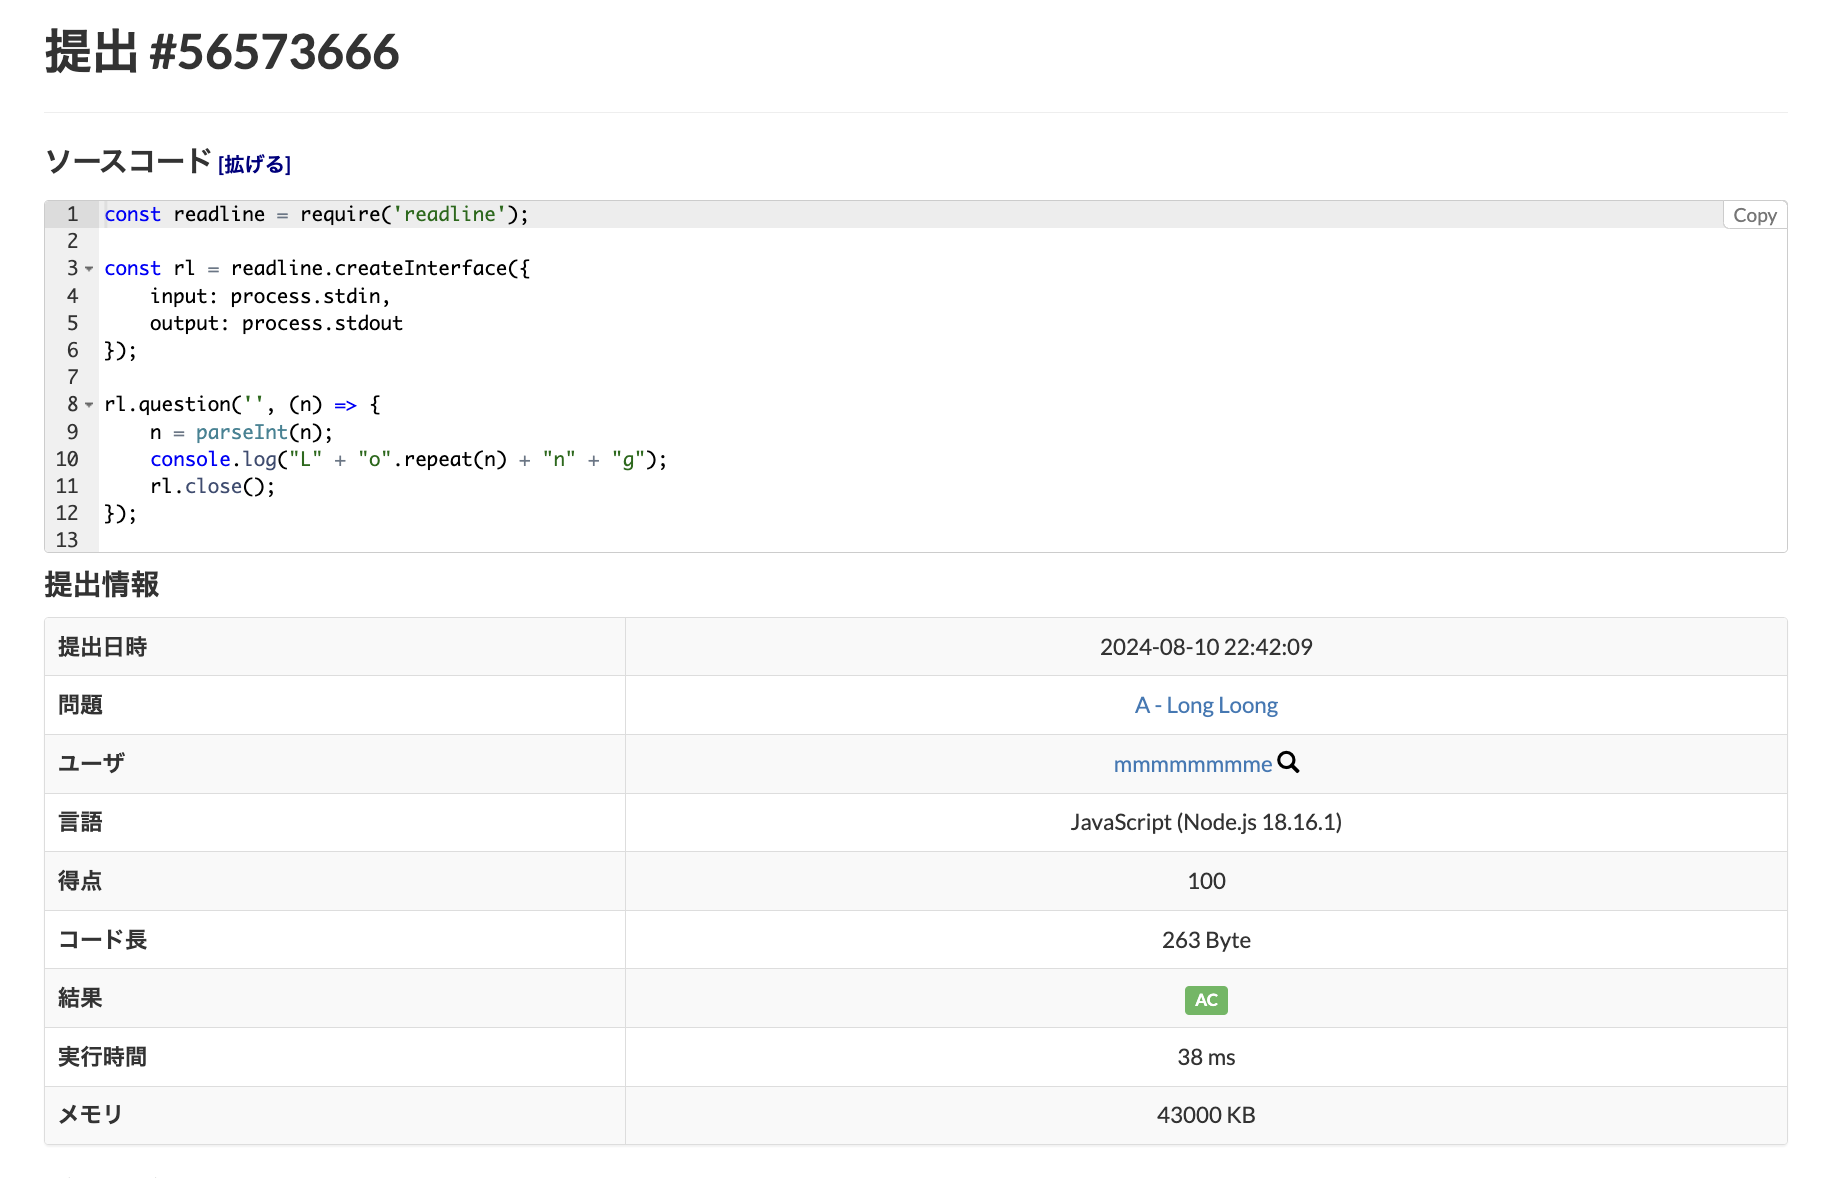 提出 #56573666
ソースコード [拡げる]
1 const readline = require('readline');
Copy
2
3 const rl = readline.createInterface({
4     input: process.stdin,
5     output: process.stdout
6 });
7
8 rl.question('', (n) => {
9     n = parseInt(n);
10     console.log("L" + "o".repeat(n) + "n" + "g");
11     rl.close();
12 });
13
提出情報
提出日時 2024-08-10 22:42:09
問題 A - Long Loong
ユーザ mmmmmmmme
言語 JavaScript (Node.js 18.16.1)
得点 100
コード長 263 Byte
結果 AC
実行時間 38 ms
メモリ 43000 KB